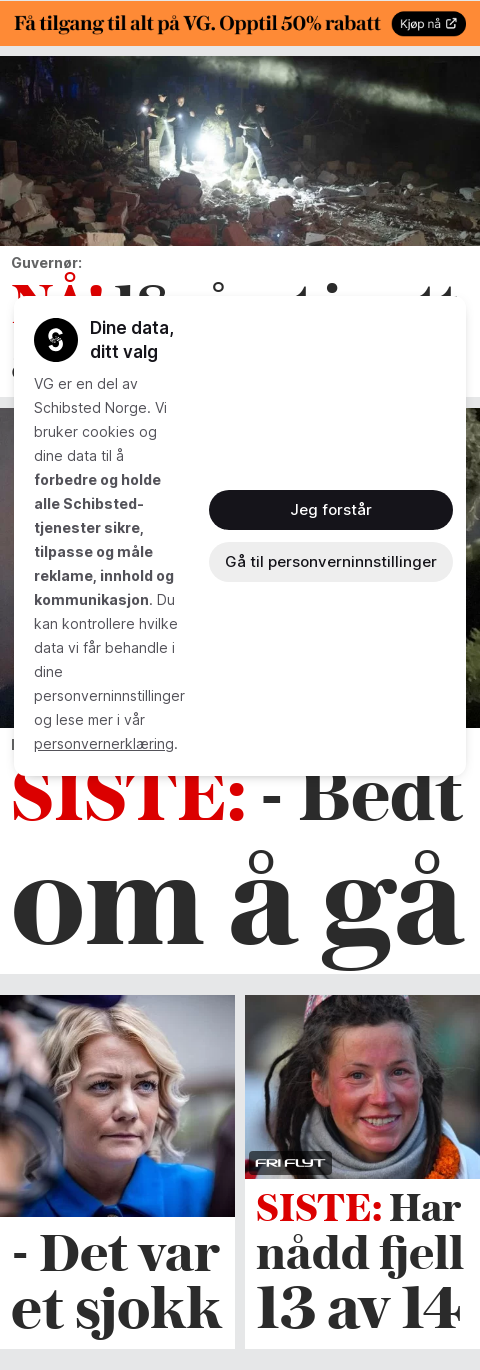 Få tilgang til alt på VG. Opptil 50% rabatt
Kjøp nå
Guvernør:
NÅ!
Dine data,
ditt valg
VG er en del av
Schibsted Norge. Vi
bruker cookies og
dine data til å
forbedre og holde
alle Schibsted-
tjenester sikre,
tilpasse og måle
reklame, innhold og
kommunikasjon. Du
kan kontrollere hvilke
data vi får behandle i
dine
personverninnstillinger
og lese mer i vår
personvernerklæring.
Jeg forstår
Gå til personverninnstillinger
SISTE: - Bedt
om å gå
- Det var
et sjokk
FRI FLYT
SISTE: Har
nådd fjell
13 av 14